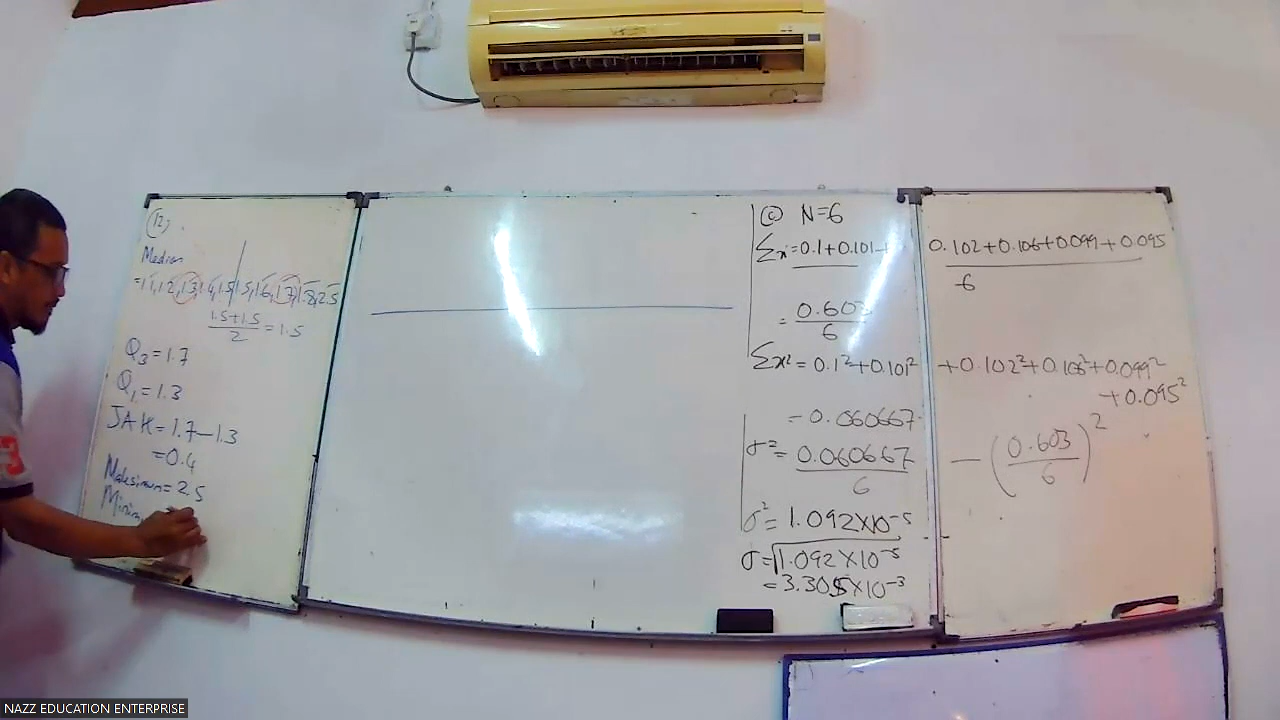 12)
Median
= 1.1, 1.2, 1.3, 1.4, 1.5, 1.5, 1.6, 1.7, 1.8, 2.5
1.5+1.5
2
= 1.5
Q3 = 1.7
Q1 = 1.3
JAK = 1.7-1.3
= 0.4
Maksimum = 2.5
Minim
c) N=6
Σx = 0.1+0.101+ 0.102+0.106+0.099+0.095
6
= 0.603
6
Σx² = 0.1²+0.101² +0.102²+0.106²+0.099²
+0.095²
= 0.060667
σ² = 0.060667 - (0.603)²
6 6
σ² = 1.092×10⁻⁵
σ = √1.092×10⁻⁵
= 3.305×10⁻³
3
NAZZ EDUCATION ENTERPRISE